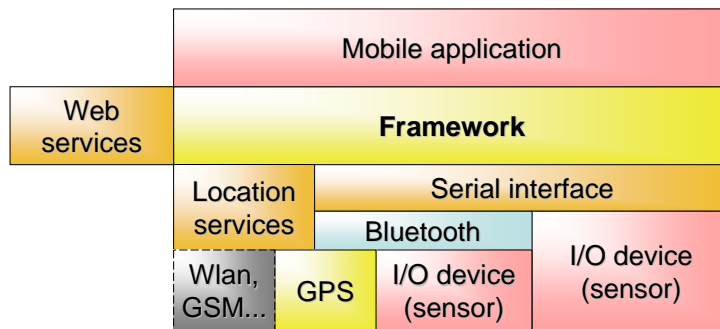 Mobile application
Web
services
Framework
Location
services
Serial interface
Bluetooth
I/O device
(sensor)
Wlan,
GSM...
GPS
I/O device
(sensor)